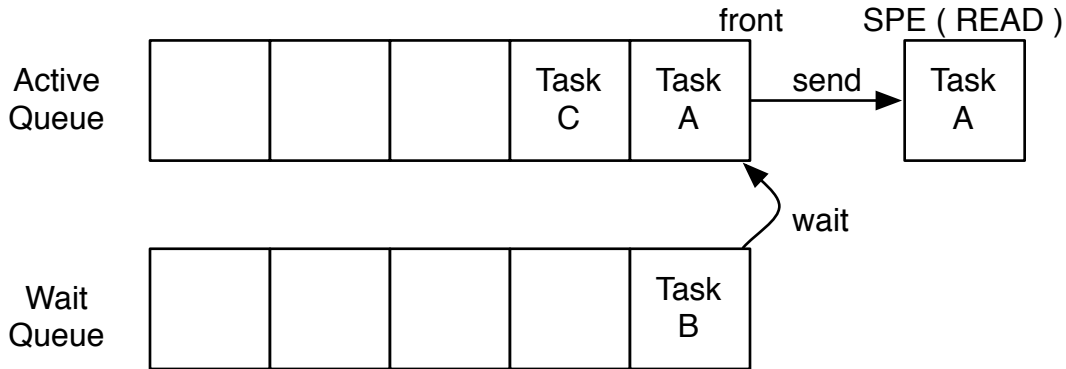 front
SPE ( READ )
Active
Queue
Task
C
Task
A
send
Task
A
wait
Wait
Queue
Task
B